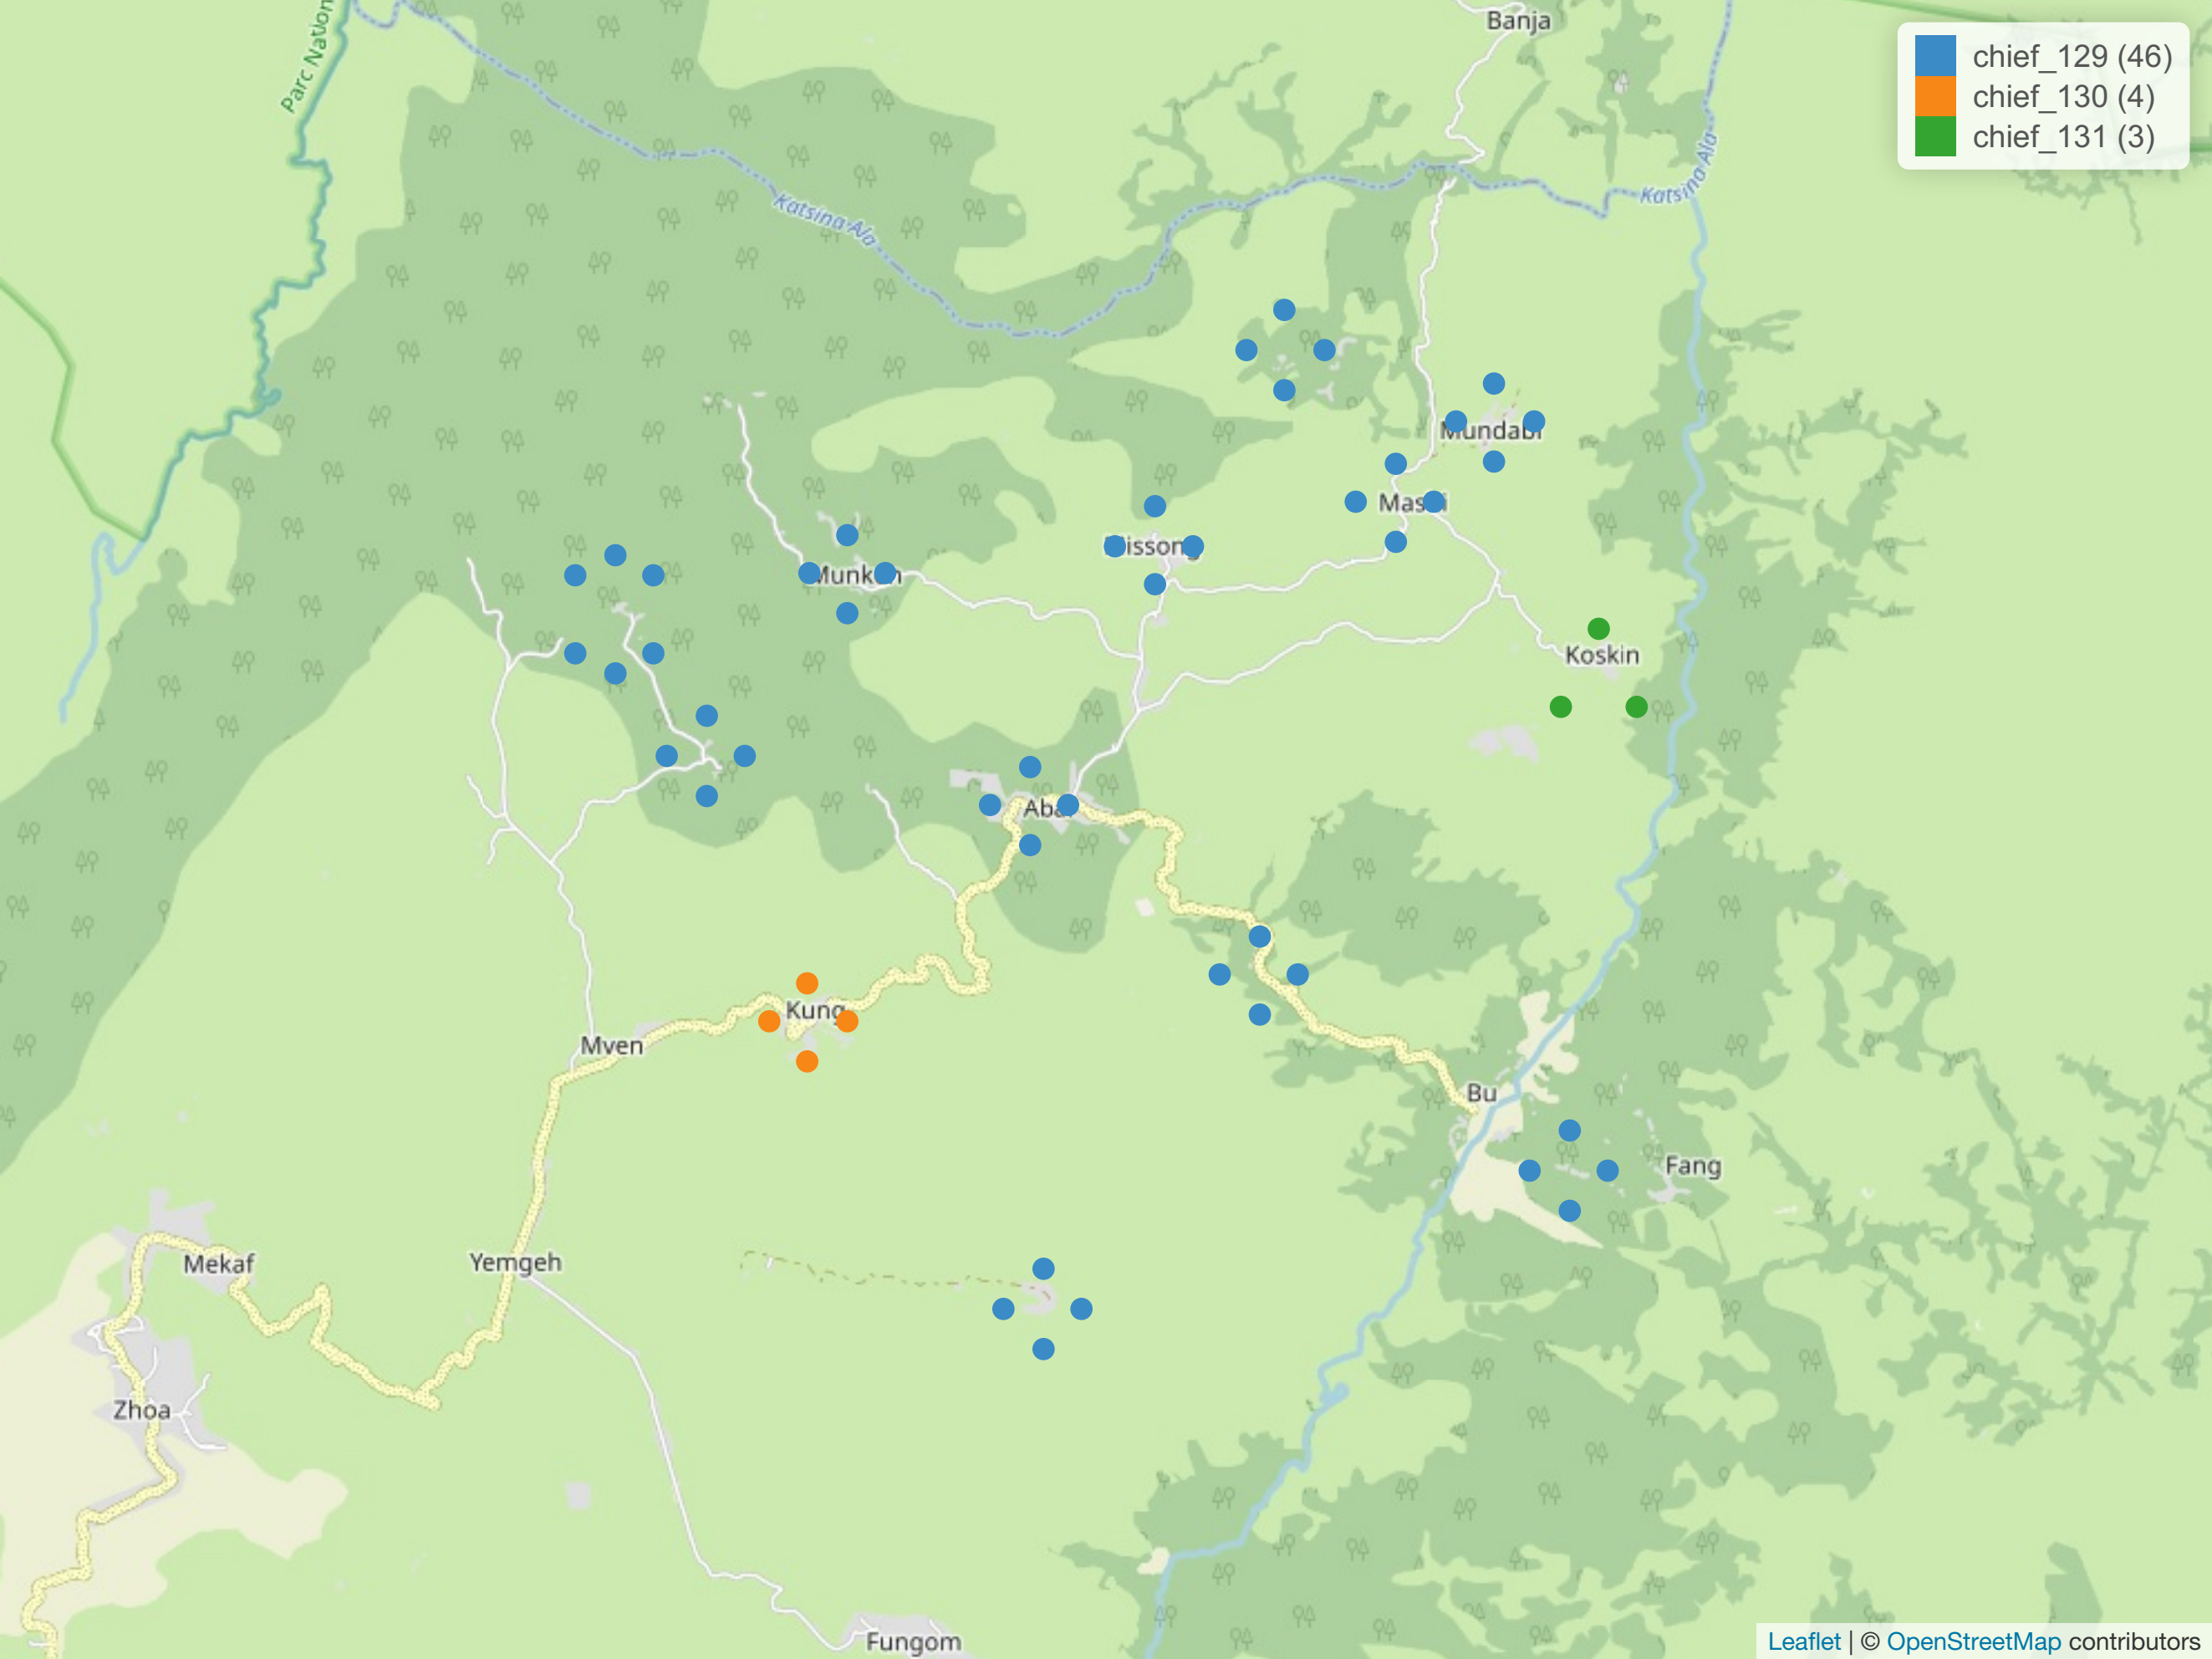 Banja
Parc Nation
chief_129 (46)
chief_130 (4)
chief_131 (3)
Katsina-Ala
Katsina Ala
Mundabi
Koskin
Kung
Mven
Bu
Fang
Mekaf
Yemgeh
Zhoa
Fungom
Leaflet | © OpenStreetMap contributors